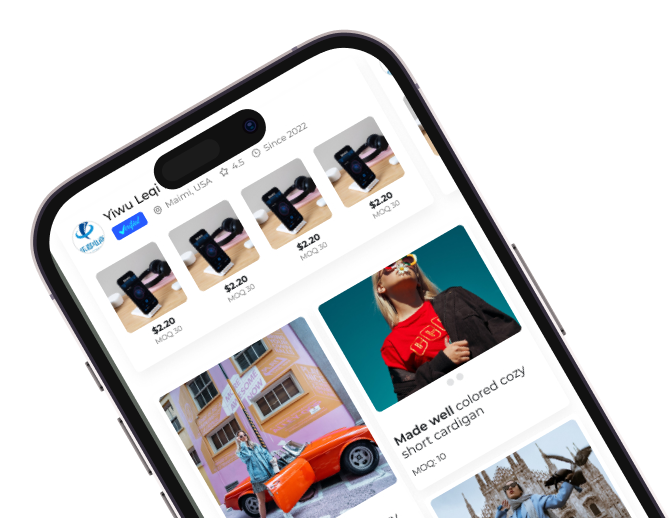 Yiwu Leqi
Verified
Maimi, USA
4.5
Since 2022
$2.20
MOQ 30
$2.20
MOQ 30
$2.20
MOQ 30
$2.20
MOQ 30
Made well colored cozy
short cardigan
MOQ: 10